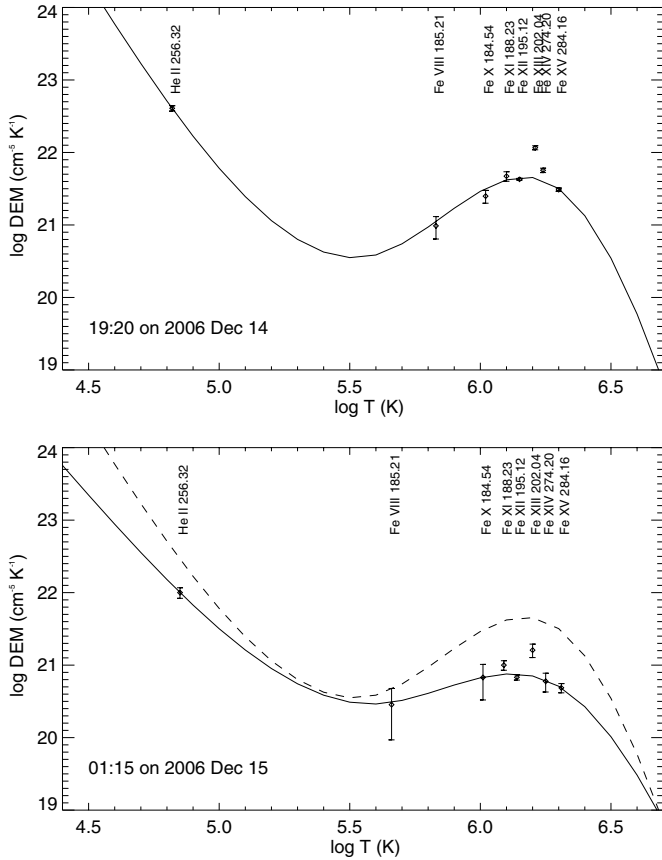 24
23
22
21
20
19
log DEM (cm⁻⁵ K⁻¹)
He II 256.32
Fe VIII 185.21
Fe X 184.54
Fe XI 188.23
Fe XII 195.12
Fe XIII 202.04
Fe XIV 274.20
Fe XV 284.16
19:20 on 2006 Dec 14
4.5 5.0 5.5 6.0 6.5
log T (K)
24
23
22
21
20
19
log DEM (cm⁻⁵ K⁻¹)
He II 256.32
Fe VIII 185.21
Fe X 184.54
Fe XI 188.23
Fe XII 195.12
Fe XIII 202.04
Fe XIV 274.20
Fe XV 284.16
01:15 on 2006 Dec 15
4.5 5.0 5.5 6.0 6.5
log T (K)